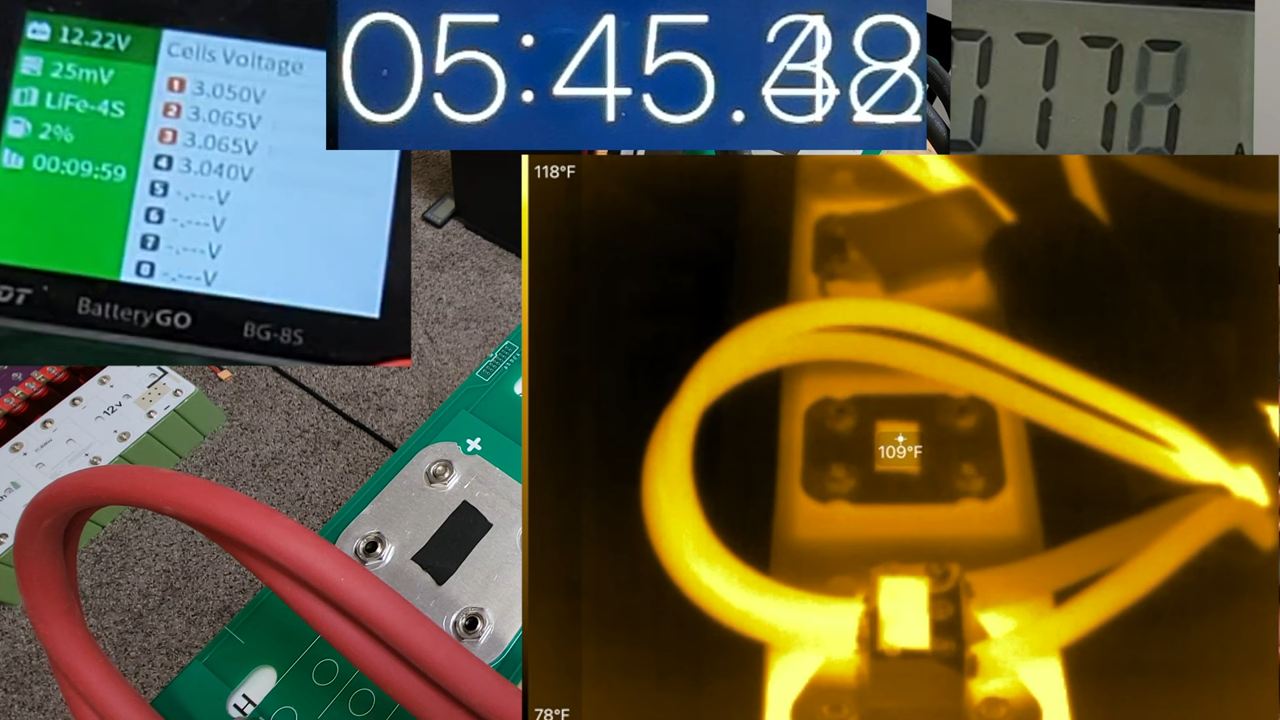 12.22V
25mV
LiFe-4S
2%
00:09:59
Cells Voltage
1 3.050V
2 3.065V
3 3.065V
4 3.040V
5 -.---V
6 -.---V
7 -.---V
8 -.---V
BatteryGO BG-8S
05:45.
7778
118°F
109°F
78°F
+
12v
H